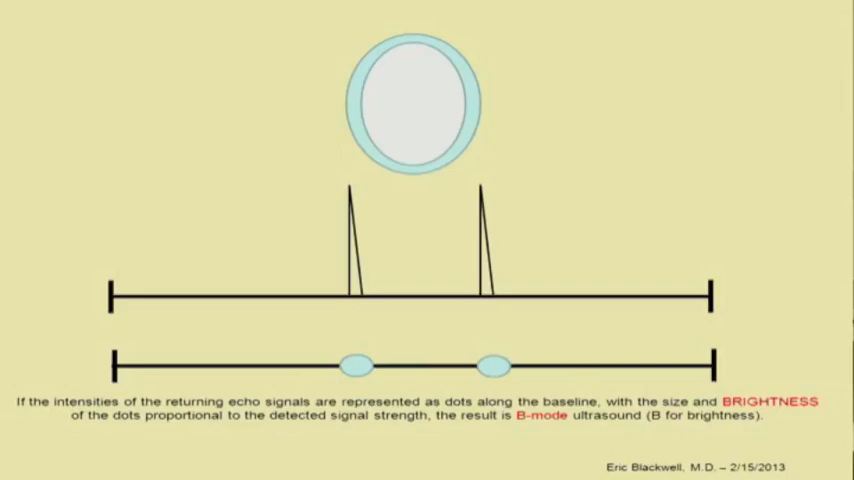 If the intensities of the returning echo signals are represented as dots along the baseline, with the size and BRIGHTNESS
of the dots proportional to the detected signal strength, the result is B-mode ultrasound (B for brightness).
Eric Blackwell, M.D. – 2/15/2013